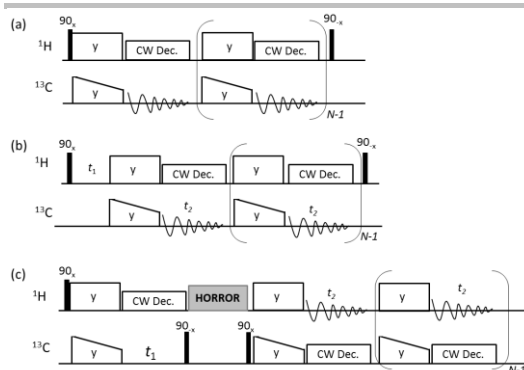 (a)
90x 90-x
¹H y CW Dec. y CW Dec.
¹³C y y
N-1
(b)
90x 90-x
¹H t₁ y CW Dec. y CW Dec.
¹³C y t₂ y t₂
N-1
(c)
90x
¹H y CW Dec. HORROR y t₂ y t₂
90-x 90x
¹³C y t₁ y CW Dec. y CW Dec.
N-1